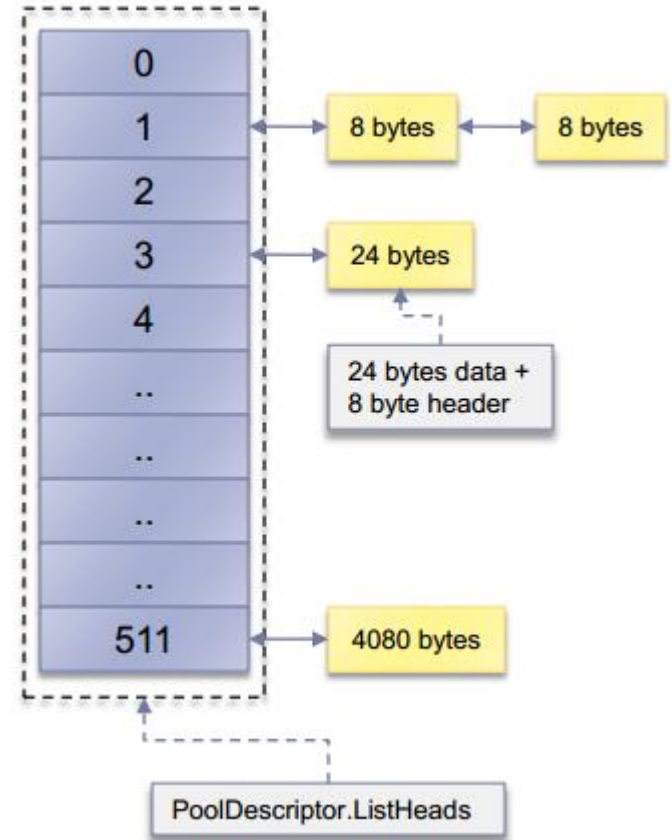 0
1
8 bytes
8 bytes
2
3
24 bytes
4
24 bytes data +
8 byte header
..
..
..
..
511
4080 bytes
PoolDescriptor.ListHeads